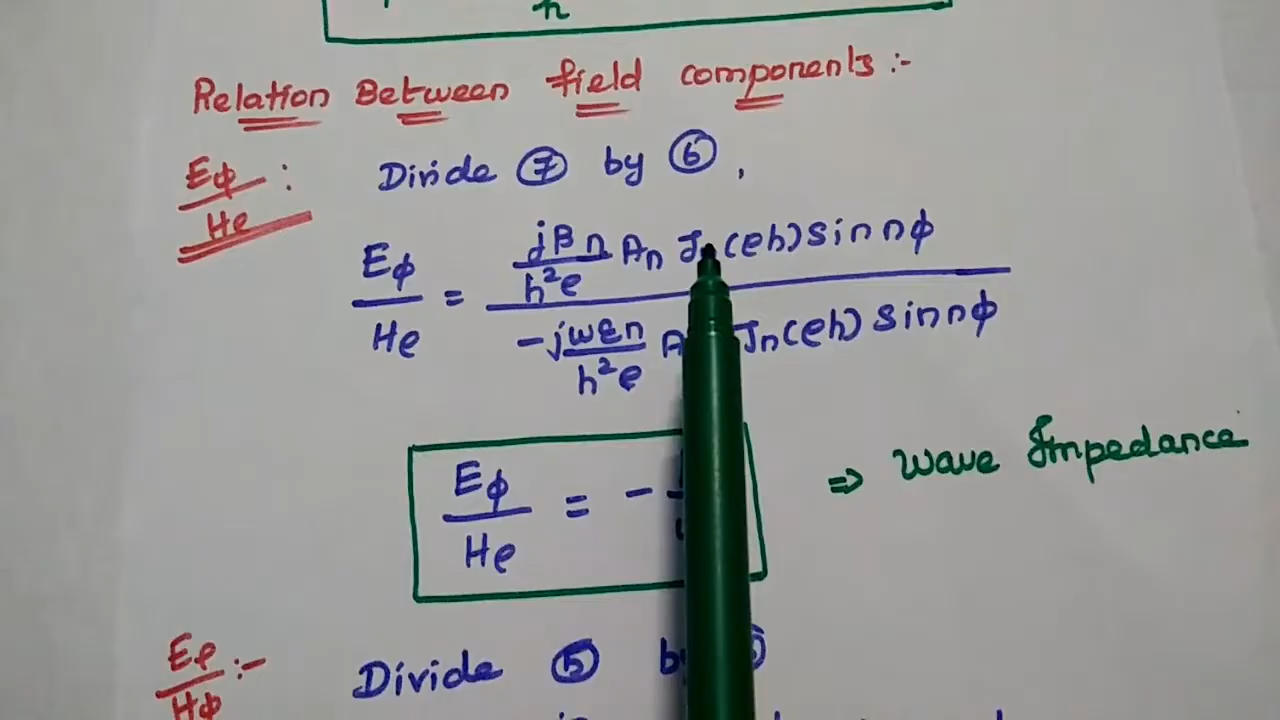 h
Relation Between field components :-
Eφ/Hρ : Divide ⑦ by ⑥ ,
Eφ/Hρ = (jβn/h²ρ An Jn(ρh) sin nφ) / (-jωεn/h²ρ A Jn(ρh) sin nφ)
Eφ/Hρ = - ⇒ Wave Impedance
Eρ/Hφ :- Divide ⑤